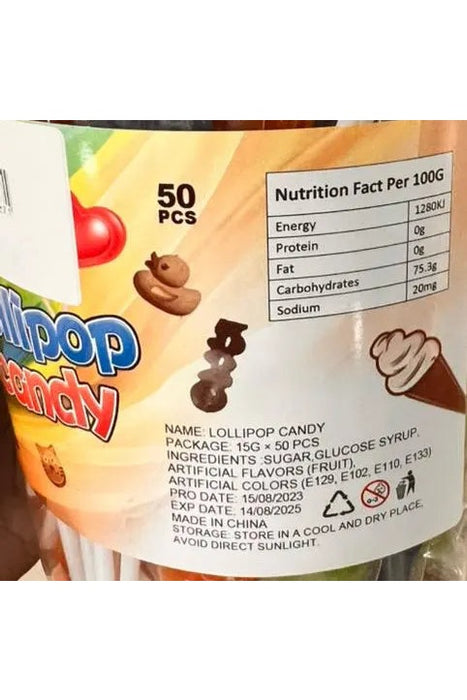 50
PCS
Nutrition Fact Per 100G
Energy 1280KJ
Protein 0g
Fat 0g
Carbohydrates 75.3g
Sodium 20mg
llipop
candy
NAME: LOLLIPOP CANDY
PACKAGE: 15G × 50 PCS
INGREDIENTS :SUGAR,GLUCOSE SYRUP,
ARTIFICIAL FLAVORS (FRUIT),
ARTIFICIAL COLORS (E129, E102, E110, E133)
PRO DATE: 15/08/2023
EXP DATE: 14/08/2025
MADE IN CHINA
STORAGE: STORE IN A COOL AND DRY PLACE,
AVOID DIRECT SUNLIGHT.
0-3